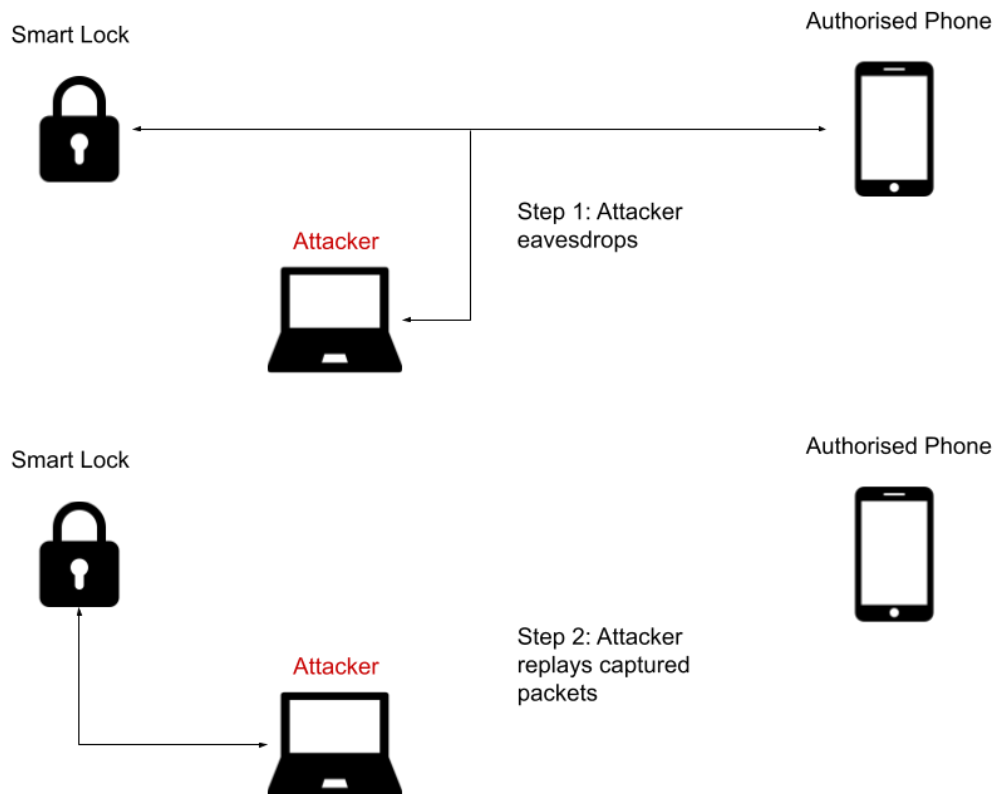 Smart Lock
Authorised Phone
Step 1: Attacker
eavesdrops
Attacker
Smart Lock
Authorised Phone
Step 2: Attacker
replays captured
packets
Attacker